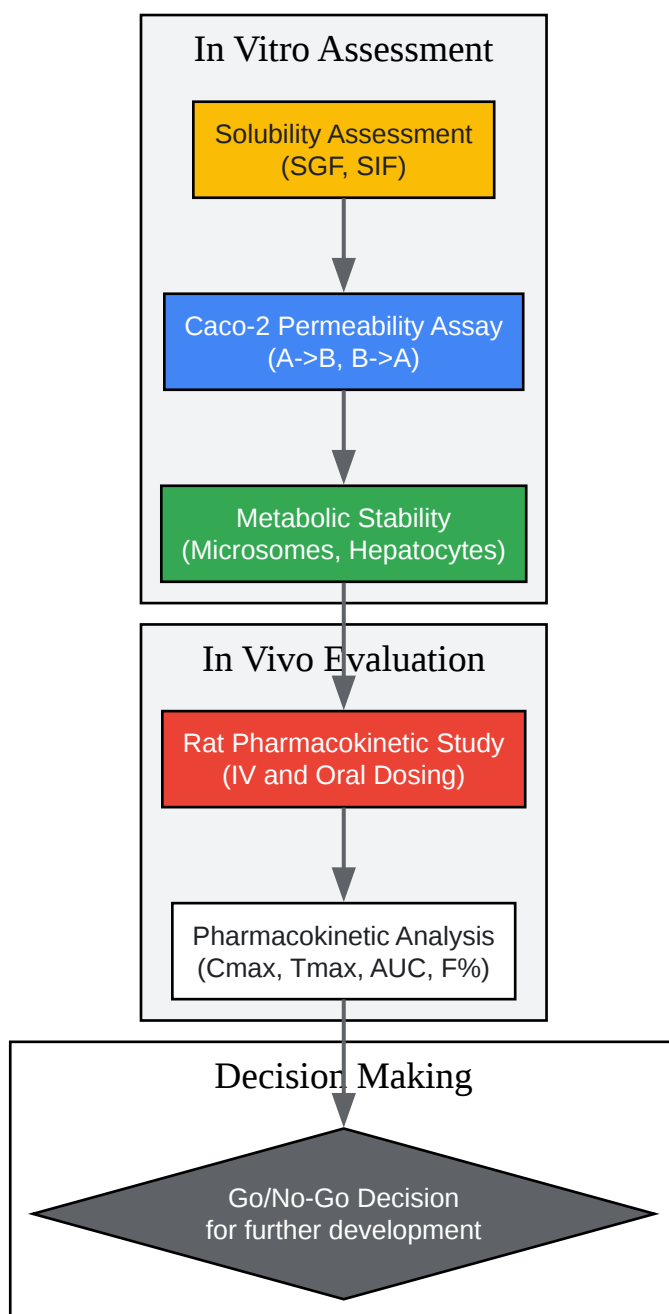 In Vitro Assessment
Solubility Assessment
(SGF, SIF)
Caco-2 Permeability Assay
(A->B, B->A)
Metabolic Stability
(Microsomes, Hepatocytes)
In Vivo Evaluation
Rat Pharmacokinetic Study
(IV and Oral Dosing)
Pharmacokinetic Analysis
(Cmax, Tmax, AUC, F%)
Decision Making
Go/No-Go Decision
for further development